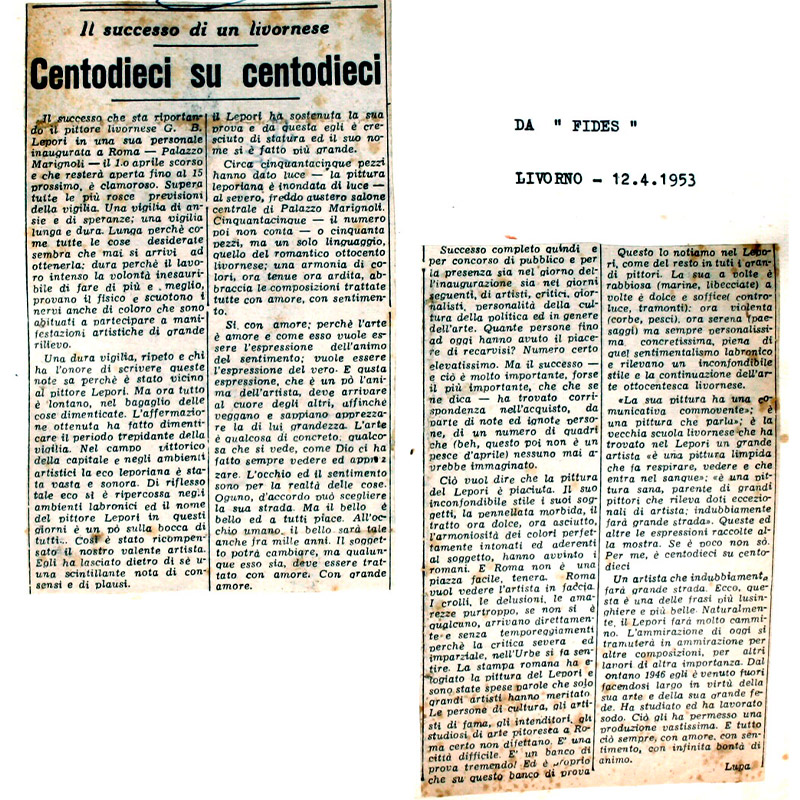 Il successo di un livornese
Centodieci su centodieci
Il successo che sta riportan-
do il pittore livornese G. B.
Lepori in una sua personale
inaugurata a Roma — Palazzo
Marignoli — il 1.o aprile scorso
e che resterà aperta fino al 15
prossimo, è clamoroso. Supera
tutte le più rosee previsioni
della vigilia. Una vigilia di an-
sie e di speranze; una vigilia
lunga e dura. Lunga perchè co-
me tutte le cose desiderate
sembra che mai si arrivi ad
ottenerla; dura perchè il lavo-
ro intenso la volontà inesauri-
bile di fare di più e meglio,
provano il fisico e scuotono i
nervi anche di coloro che sono
abituati a partecipare a mani-
festazioni artistiche di grande
rilievo.
Una dura vigilia, ripeto e chi
ha l'onore di scrivere queste
note sa perchè è stato vicino
al pittore Lepori. Ma ora tutto
è lontano, nel bagaglio delle
cose dimenticate. L'affermazio-
ne ottenuta ha fatto dimenti-
care il periodo trepidante della
vigilia. Nel campo vittorico
della capitale e negli ambienti
artistici la eco leporiana è sta-
ta vasta e sonora. Di riflesso
tale eco si è ripercossa negli
ambienti labronici ed il nome
del pittore Lepori in questi
giorni è un pò sulla bocca di
tutti.. Così è stato ricompen-
sato il nostro valente artista.
Egli ha lasciato dietro di sè u-
una scintillante nota di con-
sensi e di plausi.
il Lepori ha sostenuta la sua
prova e da questa egli è cre-
sciuto di statura ed il suo no-
me si è fatto più grande.
Circa cinquantacinque pezzi
hanno dato luce — la pittura
leporiana è inondata di luce —
al severo, freddo austero salone
centrale di Palazzo Marignoli.
Cinquantacinque — il numero
poi non conta — o cinquanta
pezzi, ma un solo linguaggio,
quello del romantico ottocento
livornese; una armonia di co-
lori, ora tenue ora ardita, ab-
braccia le composizioni trattate
tutte con amore, con sentimen-
to.
Si, con amore; perchè l'arte
è amore e come esso vuole es-
sere l'espressione dell'animo
del sentimento; vuole essere
l'espressione del vero. E qusta
espressione, che è un pò l'ani-
ma dell'artista, deve arrivare
al cuore degli altri, affinchè
veggano e sappiano apprezza-
re la di lui grandezza. L'arte
è qualcosa di concreto, qualco-
sa che si vede, come Dio ci ha
fatto sempre vedere ed apprez-
zare. L'occhio ed il sentimento
sono per la realtà delle cose.
Oguno, d'accordo può scegliere
la sua strada. Ma il bello è
bello ed a tutti piace. All'oc-
chio umano, il bello sarà tale
anche fra mille anni. Il sogget-
to potrà cambiare, ma qualun-
que esso sia, deve essere trat-
tato con amore. Con grande
amore.
DA " FIDES "
LIVORNO - 12.4.1953
Successo completo quindi e
per concorso di pubblico e per
la presenza sia nel giorno del-
l'inaugurazione sia nei giorni
seguenti, di artisti, critici, gior-
nalisti, personalità della cul-
tura della politica ed in genere
dell'arte. Quante persone fino
ad oggi hanno avuto il piace-
re di recarvisi? Numero certo
elevatissimo. Ma il successo —
e ciò è molto importante, forse
il più importante, che che se
ne dica — ha trovato corri-
spondenza nell'acquisto, da
parte di note ed ignote perso-
ne, di un numero di quadri
che (beh, questo poi non è un
pesce d'aprile) nessuno mai a-
vrebbe immaginato.
Ciò vuol dire che la pittura
del Lepori è piaciuta. Il suo
inconfondibile stile i suoi sog-
getti, la pennellata morbida, il
tratto ora dolce, ora asciutto,
l'armoniosità dei colori perfet-
tamente intonati ed aderenti
al soggetto, hanno avvinto i
romani. E Roma non è una
piazza facile, tenera. Roma
vuol vedere l'artista in faccia.
I crolli, le delusioni, le ama-
rezze purtroppo, se non si è
qualcuno, arrivano direttamen-
te e senza temporeggiamenti
perchè la critica severa ed
imparziale, nell'Urbe si fa sen-
tire. La stampa romana ha e-
logiato la pittura del Lepori e
sono state spese parole che solo
grandi artisti hanno meritato.
Le persone di cultura, gli arti-
sti di fama, gli intenditori, gli
studiosi di arte pitoresca a Ro-
ma certo non difettano. E' una
città difficile. E' un banco di
prova tremendo! Ed è proprio
che su questo banco di prova
Questo lo notiamo nel Lepo-
ri, come del resto in tuti i gran-
di pittori. La sua a volte è
rabbiosa (marine, libecciate) a
volte è dolce e soffice( contro-
luce, tramonti); ora violenta
(corbe, pesci). ora serena (pae-
saggi) ma sempre personalissi-
ma concretissima, piena di
quel sentimentalismo labronico
e rilevano un inconfondibile
stile e la continuazione dell'ar-
te ottocentesca livornese.
«La sua pittura ha una co-
municativa commovente»; è
una pittura che parla»; è la
vecchia scuola livornese che ha
trovato nel Lepori un grande
artista «è una pittura limpida
che fa respirare, vedere e che
entra nel sangue»; «è una pit-
tura sana, parente di grandi
pittori che rileva doti eccezio-
nali di artista; indubbiamente
farà grande strada». Queste ed
altre le espressioni raccolte al-
la mostra. Se è poco non sò.
Per me, è centodieci su cento-
dieci
Un artista che indubbiamente
farà grande strada. Ecco, que-
sta è una delle frasi più lusin-
ghiere e più belle. Naturalmen-
te, il Lepori farà molto cammi-
no. L'ammirazione di oggi si
tramuterà in ammirazione per
altre composizioni, per altri
lavori di altra importanza. Dal
lontano 1946 egli è venuto fuori
facendosi largo in virtù della
sua arte e della sua grande fe-
de. Ha studiato ed ha lavorato
sodo. Ciò gli ha permesso una
produzione vastissima. E tutto
ciò sempre, con amore, con sen-
timento, con infinita bontà di
animo.
Lupa